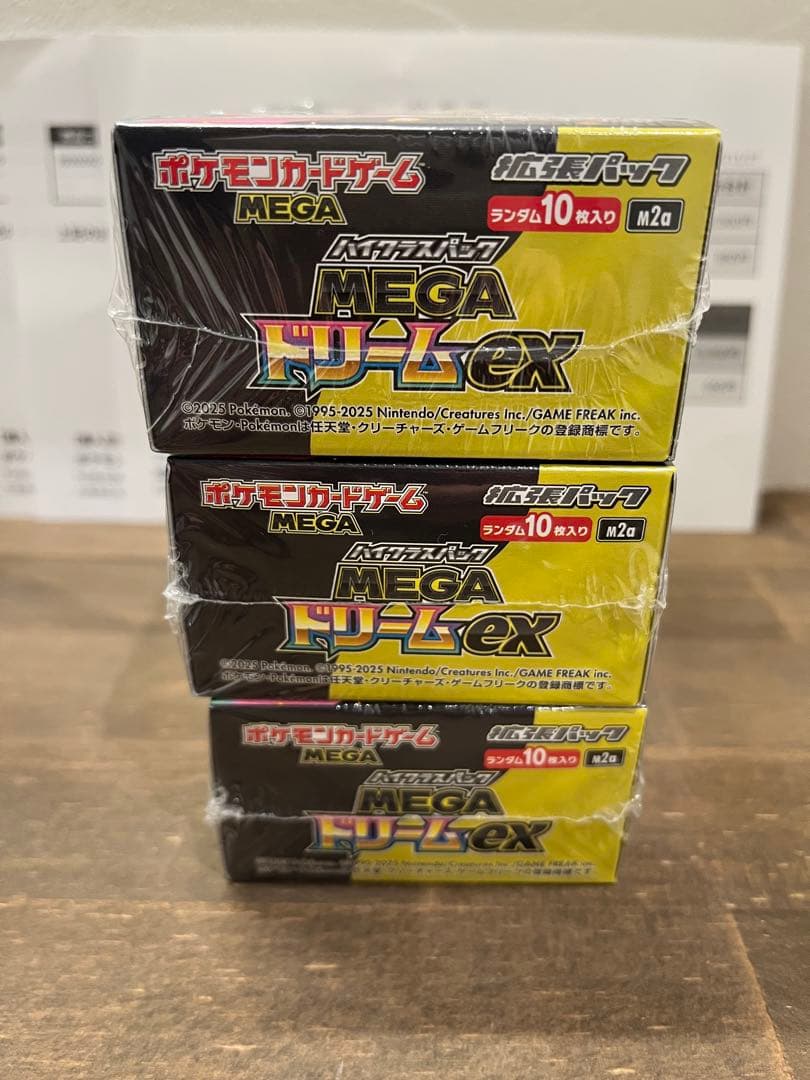 ポケモンカードゲーム
MEGA
拡張パック
ランダム10枚入り
M2a
ハイクラスパック
MEGA
ドリームex
©2025 Pokémon. ©1995-2025 Nintendo/Creatures Inc./GAME FREAK inc.
ポケモン・Pokémonは任天堂・クリーチャーズ・ゲームフリークの登録商標です。
ポケモンカードゲーム
MEGA
拡張パック
ランダム10枚入り
M2a
ハイクラスパック
MEGA
ドリームex
©2025 Pokémon. ©1995-2025 Nintendo/Creatures Inc./GAME FREAK inc.
ポケモン・Pokémonは任天堂・クリーチャーズ・ゲームフリークの登録商標です。
ポケモンカードゲーム
MEGA
拡張パック
ランダム10枚入り
M2a
ハイクラスパック
MEGA
ドリームex
1995-2025 Nintendo/Creatures Inc./GAME FREAK inc.